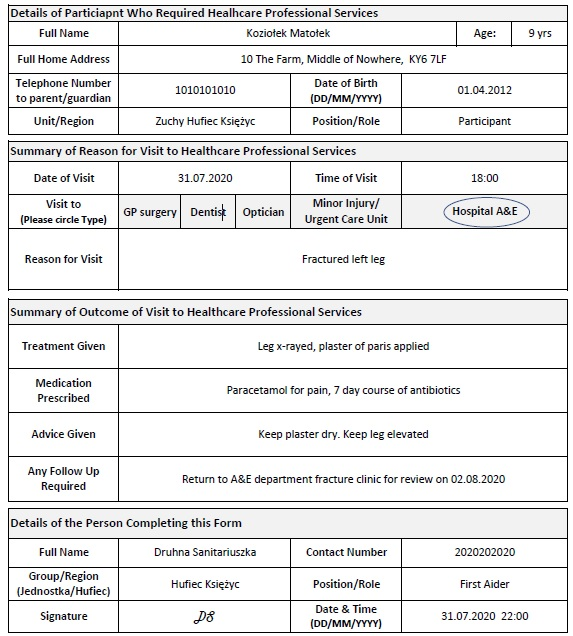 Details of Particiapnt Who Required Healhcare Professional Services
Full Name Koziołek Matołek Age: 9 yrs
Full Home Address 10 The Farm, Middle of Nowhere, KY6 7LF
Telephone Number to parent/guardian 1010101010 Date of Birth (DD/MM/YYYY) 01.04.2012
Unit/Region Zuchy Hufiec Księżyc Position/Role Participant
Summary of Reason for Visit to Healthcare Professional Services
Date of Visit 31.07.2020 Time of Visit 18:00
Visit to (Please circle Type) GP surgery Dentist Optician Minor Injury/ Urgent Care Unit Hospital A&E
Reason for Visit Fractured left leg
Summary of Outcome of Visit to Healthcare Professional Services
Treatment Given Leg x-rayed, plaster of paris applied
Medication Prescribed Paracetamol for pain, 7 day course of antibiotics
Advice Given Keep plaster dry. Keep leg elevated
Any Follow Up Required Return to A&E department fracture clinic for review on 02.08.2020
Details of the Person Completing this Form
Full Name Druhna Sanitariuszka Contact Number 2020202020
Group/Region (Jednostka/Hufiec) Hufiec Księżyc Position/Role First Aider
Signature DS Date & Time (DD/MM/YYYY) 31.07.2020 22:00